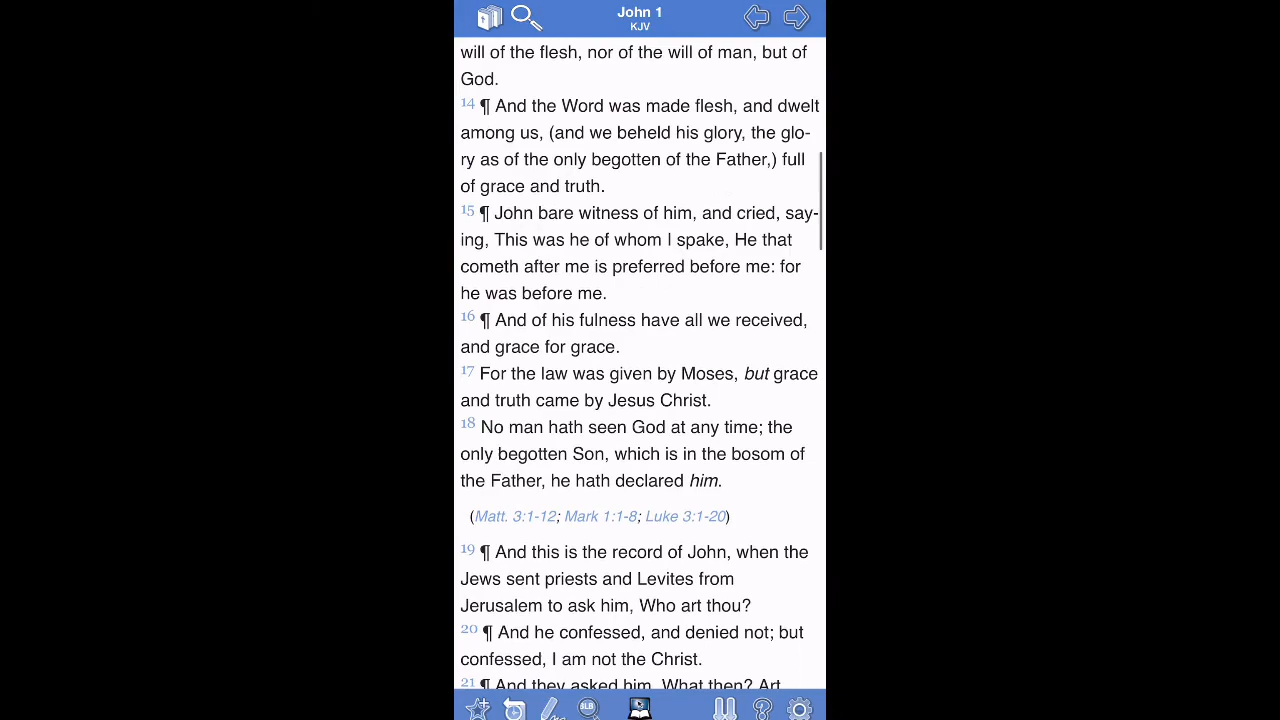 John 1
KJV
will of the flesh, nor of the will of man, but of
God.
14 ¶ And the Word was made flesh, and dwelt
among us, (and we beheld his glory, the glo-
ry as of the only begotten of the Father,) full
of grace and truth.
15 ¶ John bare witness of him, and cried, say-
ing, This was he of whom I spake, He that
cometh after me is preferred before me: for
he was before me.
16 ¶ And of his fulness have all we received,
and grace for grace.
17 For the law was given by Moses, but grace
and truth came by Jesus Christ.
18 No man hath seen God at any time; the
only begotten Son, which is in the bosom of
the Father, he hath declared him.
(Matt. 3:1-12; Mark 1:1-8; Luke 3:1-20)
19 ¶ And this is the record of John, when the
Jews sent priests and Levites from
Jerusalem to ask him, Who art thou?
20 ¶ And he confessed, and denied not; but
confessed, I am not the Christ.
21 ¶ And they asked him, What then? Art
BLB